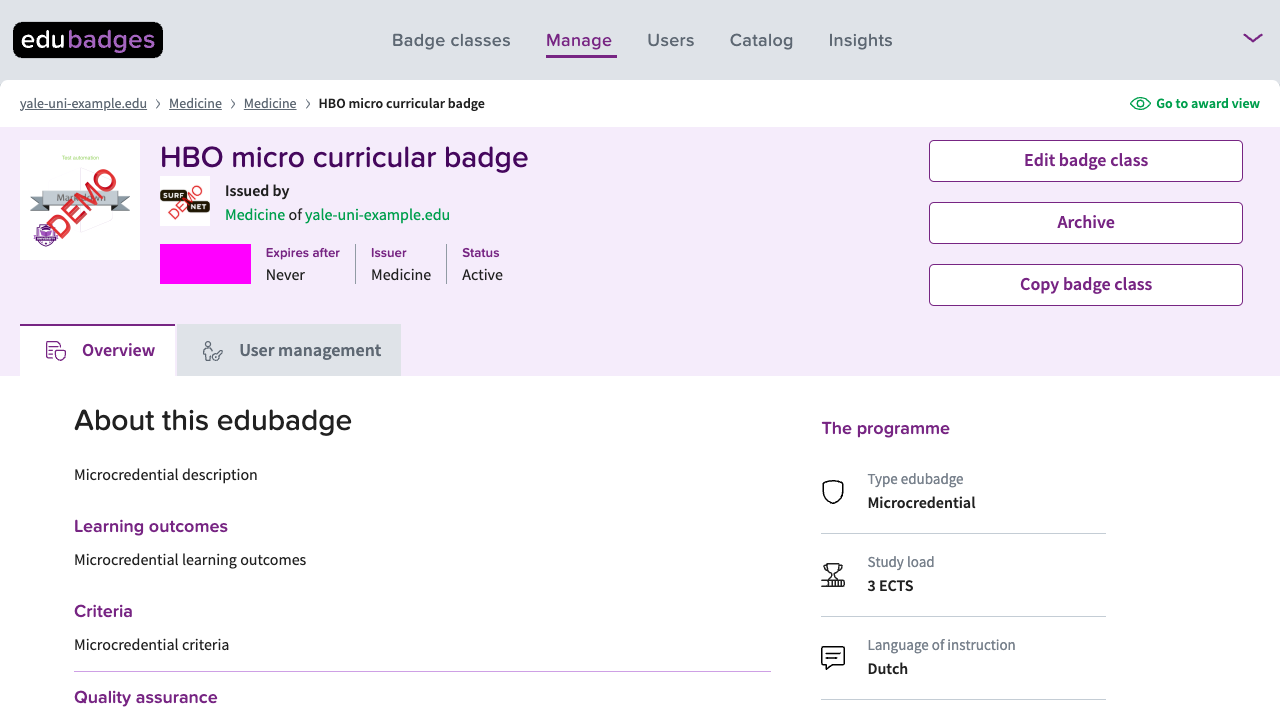 edubadges
Badge classes
Manage
Users
Catalog
Insights
yale-uni-example.edu > Medicine > Medicine > HBO micro curricular badge
Go to award view
Test automation
DEMO
HBO micro curricular badge
SURF
NET
DEMO
Issued by
Medicine of yale-uni-example.edu
Expires after
Never
Issuer
Medicine
Status
Active
Edit badge class
Archive
Copy badge class
Overview
User management
About this edubadge
Microcredential description
Learning outcomes
Microcredential learning outcomes
Criteria
Microcredential criteria
Quality assurance
The programme
Type edubadge
Microcredential
Study load
3 ECTS
Language of instruction
Dutch